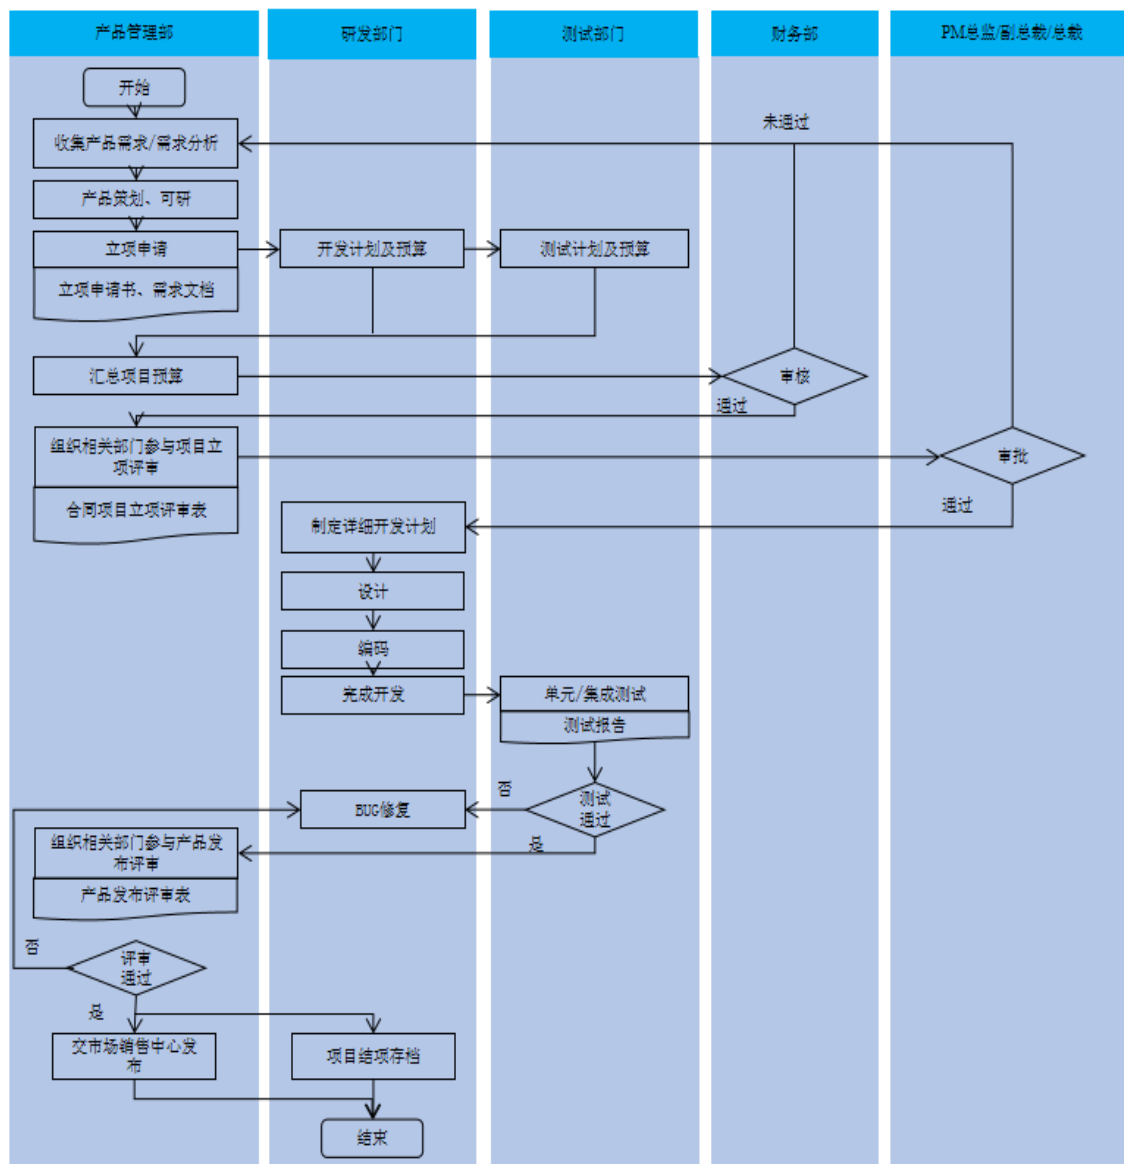 产品管理部
研发部门
测试部门
财务部
PM总监/副总裁/总裁
开始
未通过
收集产品需求/需求分析
产品策划、可研
立项申请
开发计划及预算
测试计划及预算
立项申请书、需求文档
汇总项目预算
审核
通过
组织相关部门参与项目立
项评审
审批
合同项目立项评审表
通过
制定详细开发计划
设计
编码
完成开发
单元/集成测试
测试报告
否
BUG修复
测试
通过
是
组织相关部门参与产品发
布评审
产品发布评审表
否
评审
通过
是
交市场销售中心发
布
项目结项存档
结束